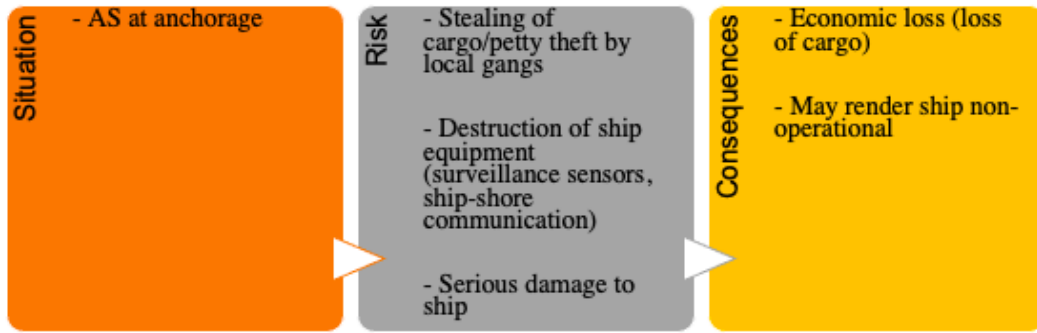 Situation
- AS at anchorage
Risk
- Stealing of
cargo/petty theft by
local gangs
- Destruction of ship
equipment
(surveillance sensors,
ship-shore
communication)
- Serious damage to
ship
Consequences
- Economic loss (loss
of cargo)
- May render ship non-
operational